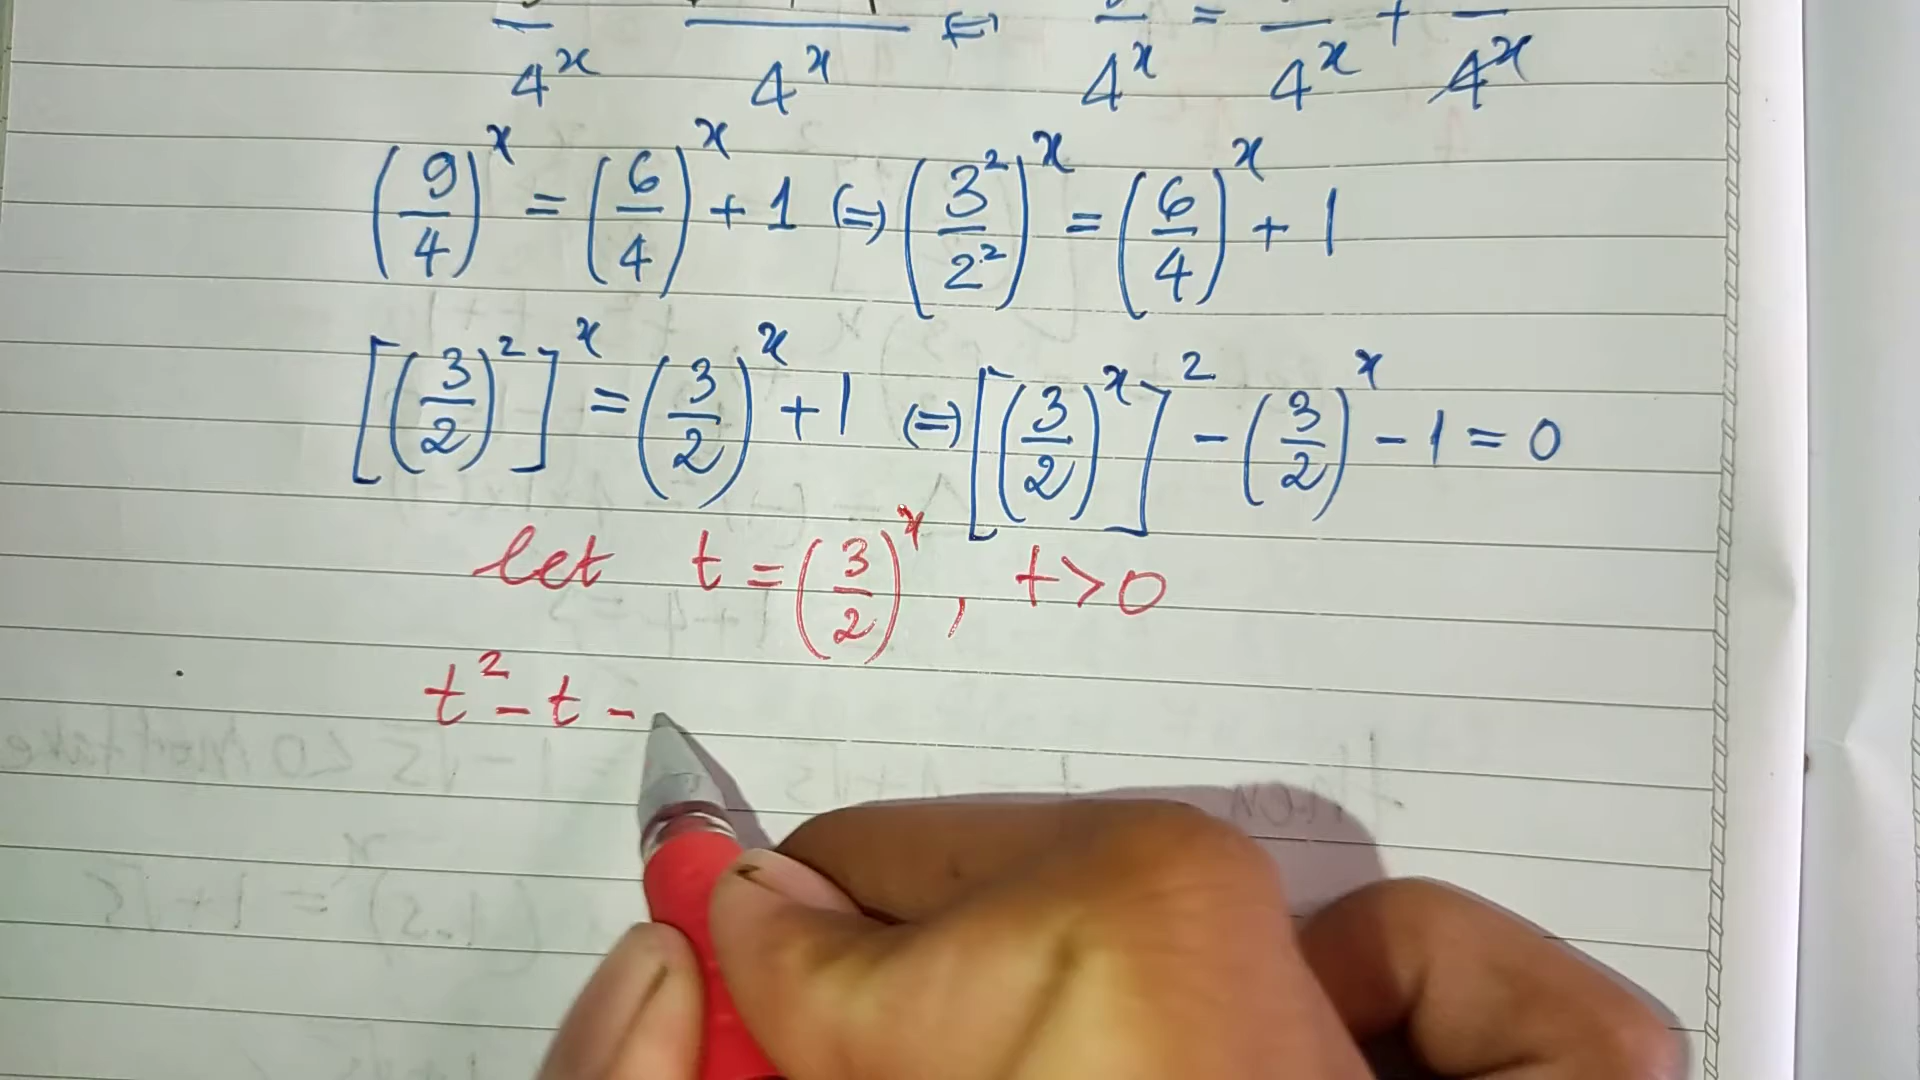 4^x 4^x ⇔ 4^x = 4^x + 4^x
(9/4)^x = (6/4)^x + 1 ⇔ (3^2/2^2)^x = (6/4)^x + 1
[(3/2)^2]^x = (3/2)^x + 1 ⇔ [(3/2)^x]^2 - (3/2)^x - 1 = 0
let t = (3/2)^x , t > 0
t^2 - t -